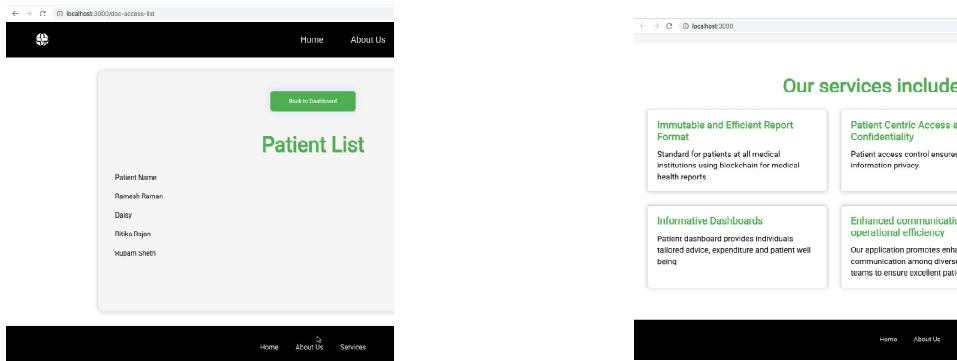 localhost:3000/doc-access-list
Home About Us
Back to Dashboard
Patient List
Patient Name
Ramesh Raman
Daisy
Ritika Rajan
Rubam Sheth
Home About Us Services
localhost:3000
Our services include
Immutable and Efficient Report
Format
Standard for patients at all medical
institutions using blockchain for medical
health reports.
Patient Centric Access a
Confidentiality
Patient access control ensures
information privacy.
Informative Dashboards
Patient dashboard provides individuals
tailored advice, expenditure and patient well
being
Enhanced communicatio
operational efficiency
Our application promotes enha
communication among diverse
teams to ensure excellent pati
Home About Us